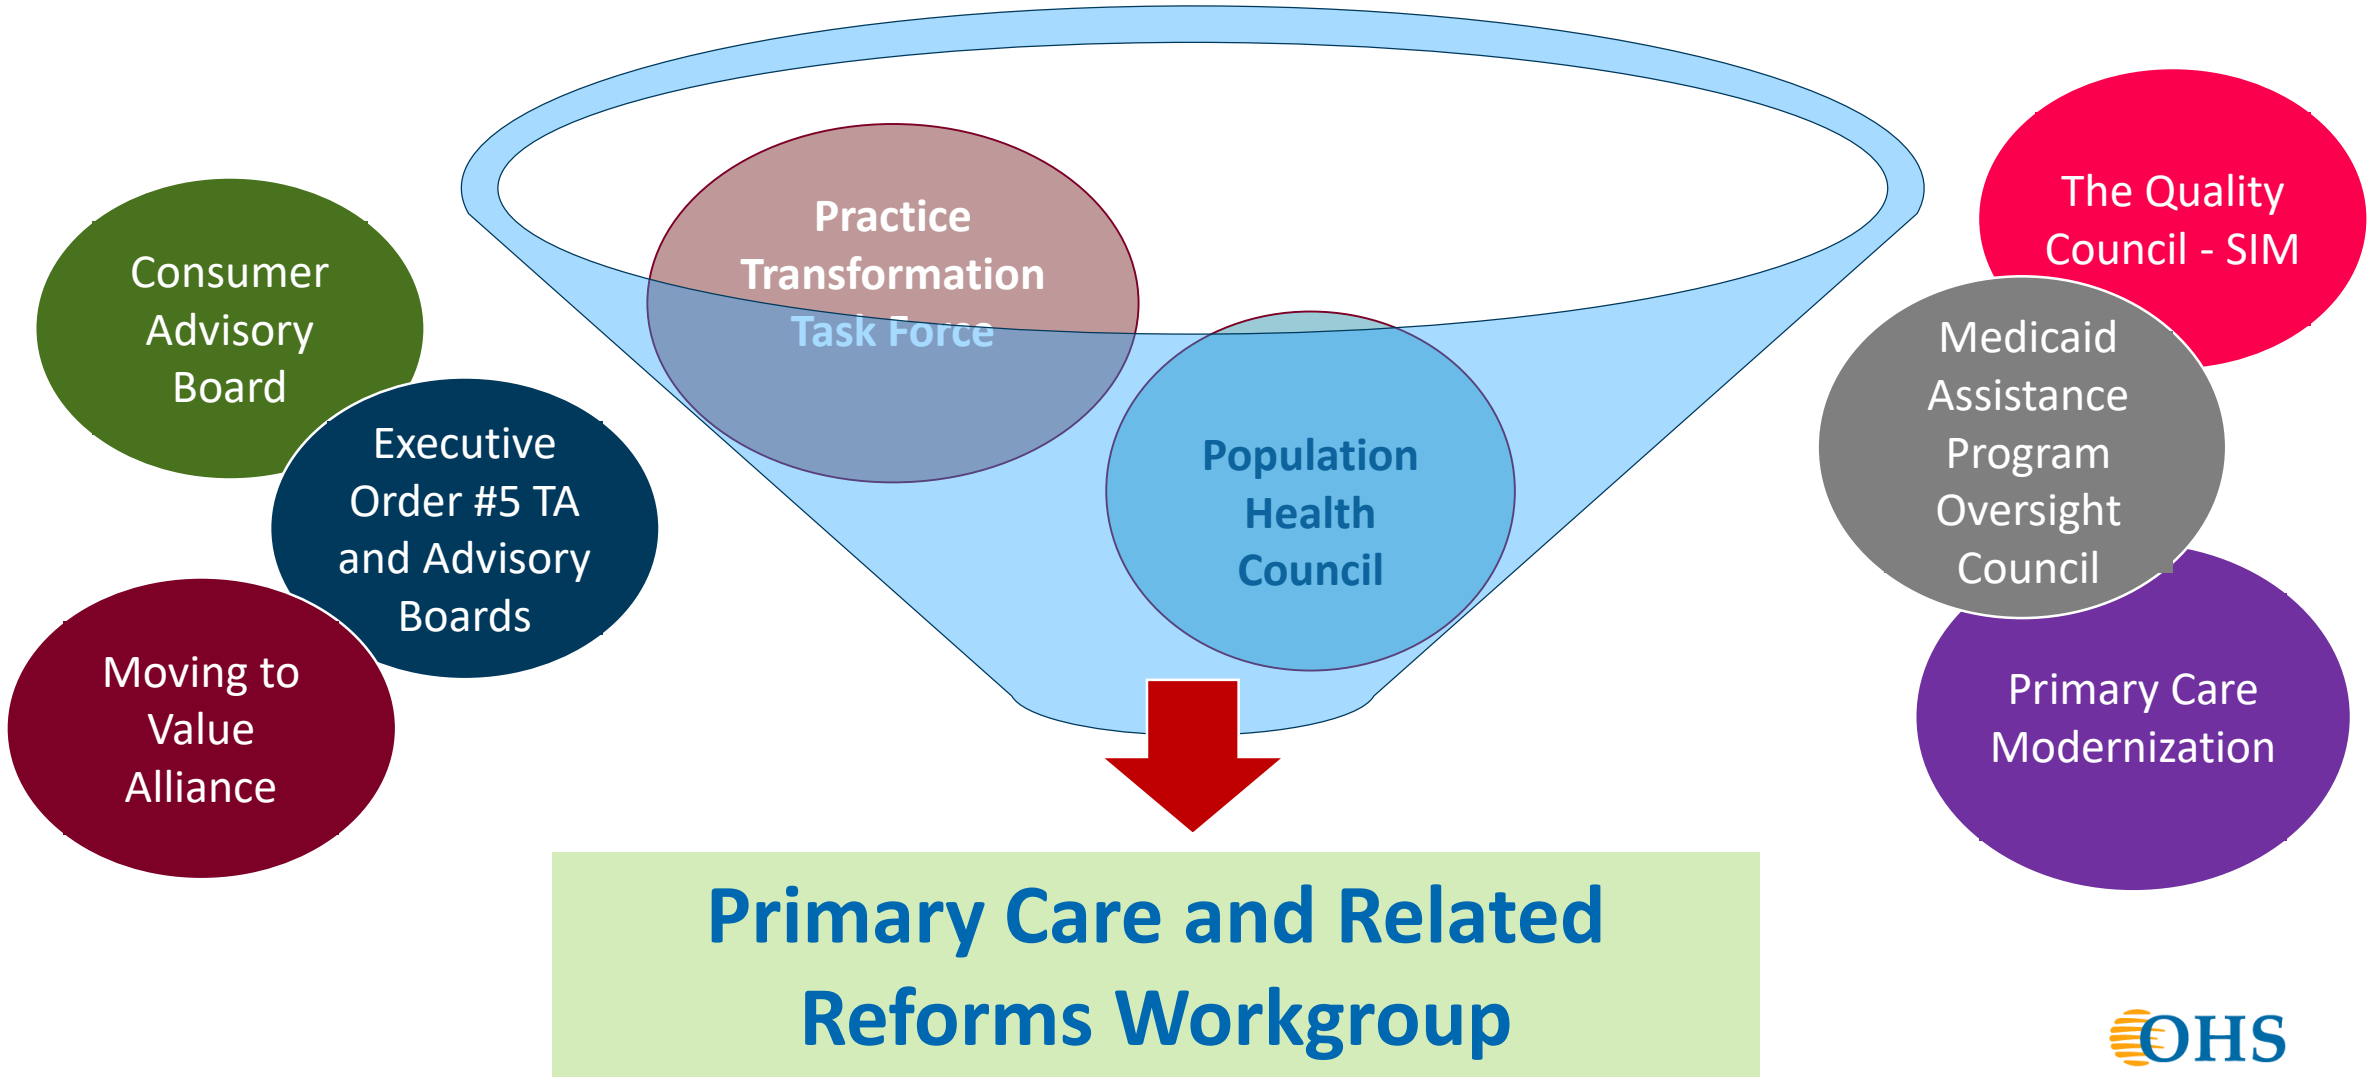 Consumer
Advisory
Board
Executive
Order #5 TA
and Advisory
Boards
Moving to
Value
Alliance
Practice
Transformation
Task Force
Population
Health
Council
The Quality
Council - SIM
Medicaid
Assistance
Program
Oversight
Council
Primary Care
Modernization
Primary Care and Related
Reforms Workgroup
OHS